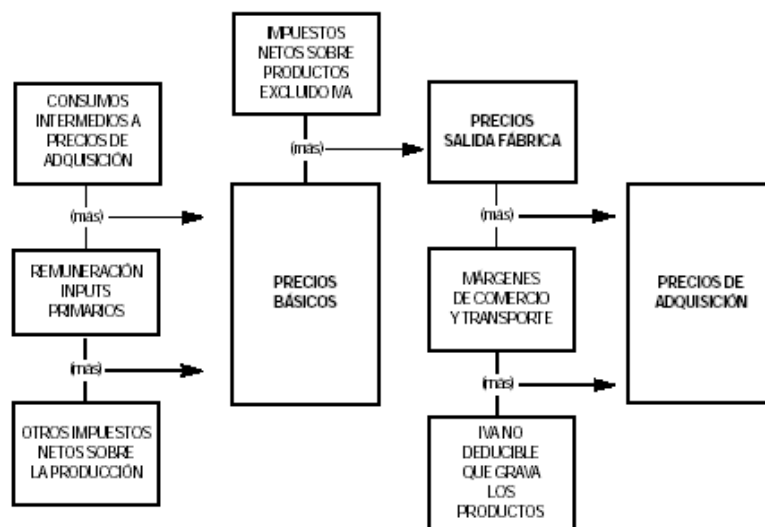 CONSUMOS
INTERMEDIOS A
PRECIOS DE
ADQUISICIÓN
(más)
REMUNERACIÓN
INPUTS
PRIMARIOS
(más)
OTROS IMPUESTOS
NETOS SOBRE
LA PRODUCCIÓN
IMPUESTOS
NETOS SOBRE
PRODUCTOS
EXCLUIDO IVA
(más)
PRECIOS
BÁSICOS
PRECIOS
SALIDA FÁBRICA
(más)
MÁRGENES
DE COMERCIO
Y TRANSPORTE
(más)
IVA NO
DEDUCIBLE
QUE GRAVA
LOS
PRODUCTOS
PRECIOS DE
ADQUISICIÓN